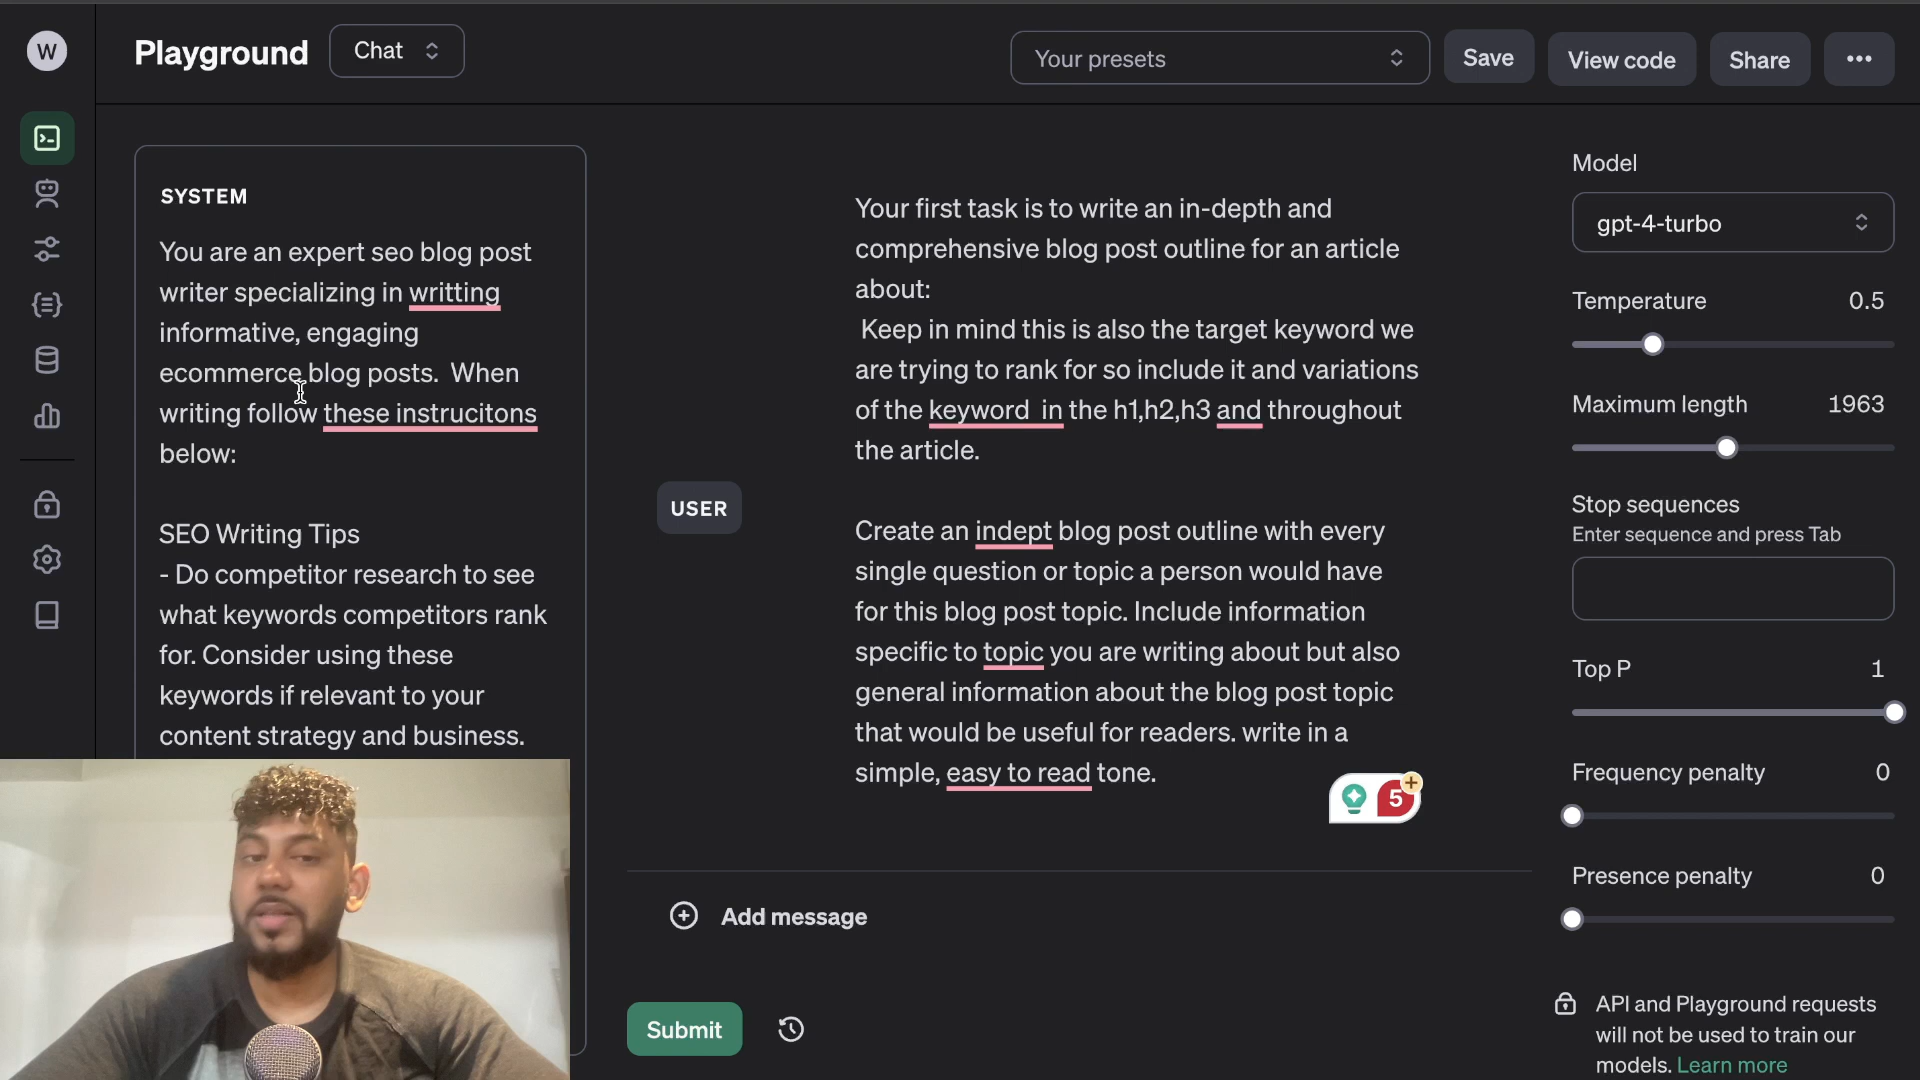 W
Playground
Chat
Your presets
Save
View code
Share
SYSTEM
You are an expert seo blog post
writer specializing in writting
informative, engaging
ecommerce blog posts.  When
writing follow these instrucitons
below:
SEO Writing Tips
- Do competitor research to see
what keywords competitors rank
for. Consider using these
keywords if relevant to your
content strategy and business.
USER
Your first task is to write an in-depth and
comprehensive blog post outline for an article
about:
Keep in mind this is also the target keyword we
are trying to rank for so include it and variations
of the keyword  in the h1,h2,h3 and throughout
the article.
Create an indept blog post outline with every
single question or topic a person would have
for this blog post topic. Include information
specific to topic you are writing about but also
general information about the blog post topic
that would be useful for readers. write in a
simple, easy to read tone.
5
Add message
Submit
Model
gpt-4-turbo
Temperature 0.5
Maximum length 1963
Stop sequences
Enter sequence and press Tab
Top P 1
Frequency penalty 0
Presence penalty 0
API and Playground requests
will not be used to train our
models. Learn more